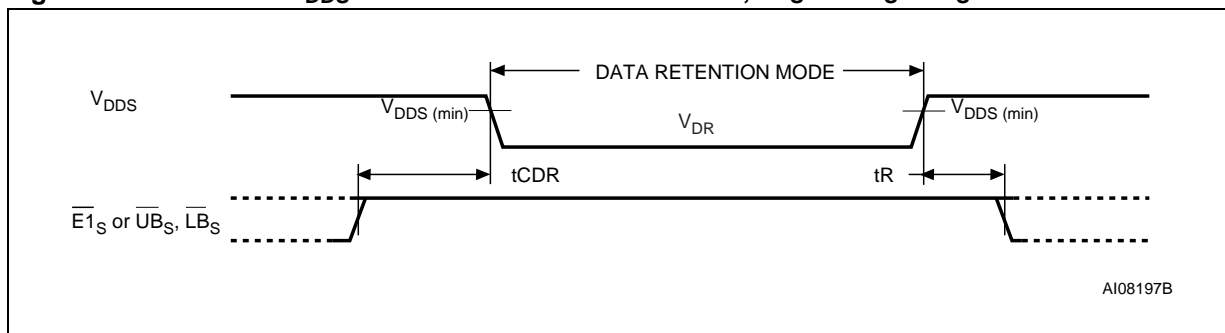 DATA RETENTION MODE
VDDS
VDDS (min)
VDR
VDDS (min)
tCDR
tR
E1S or UBS, LBS
AI08197B